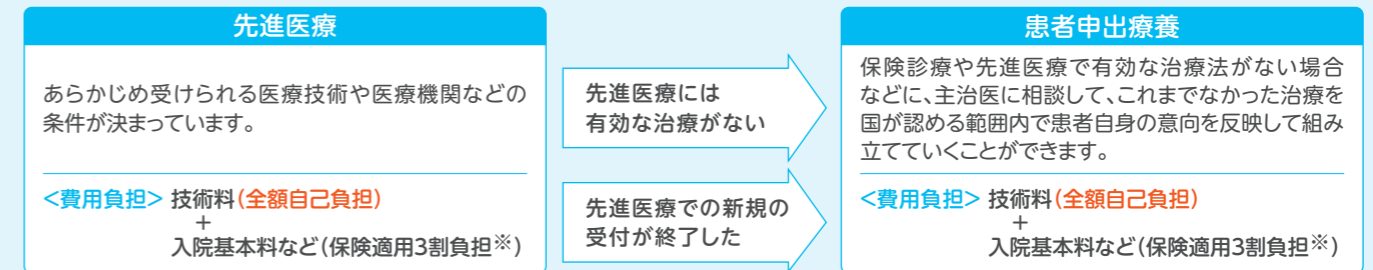 先進医療
あらかじめ受けられる医療技術や医療機関などの
条件が決まっています。
<費用負担> 技術料(全額自己負担)
+
入院基本料など(保険適用3割負担※)
先進医療には
有効な治療がない
先進医療での新規の
受付が終了した
患者申出療養
保険診療や先進医療で有効な治療法がない場合
などに、主治医に相談して、これまでなかった治療を
国が認める範囲内で患者自身の意向を反映して組み
立てていくことができます。
<費用負担> 技術料(全額自己負担)
+
入院基本料など(保険適用3割負担※)